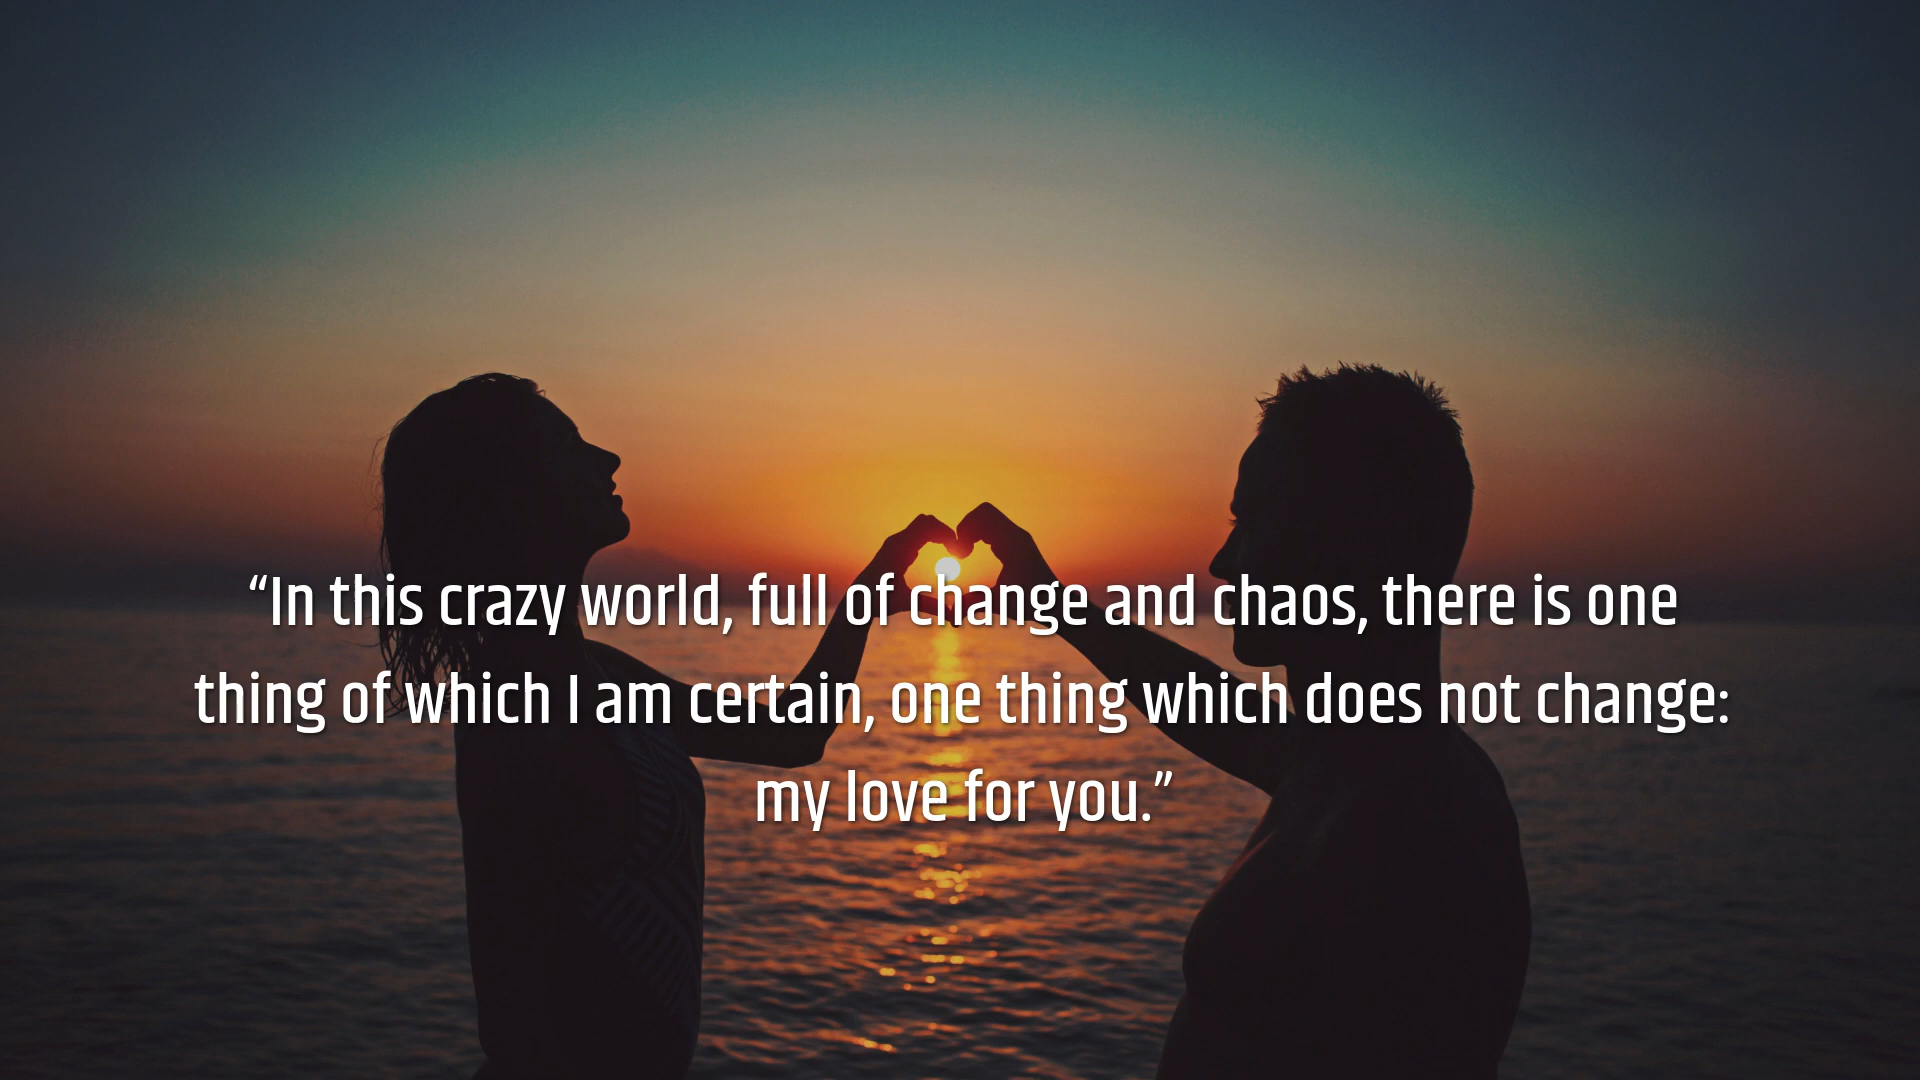 “In this crazy world, full of change and chaos, there is one
thing of which I am certain, one thing which does not change:
my love for you.”